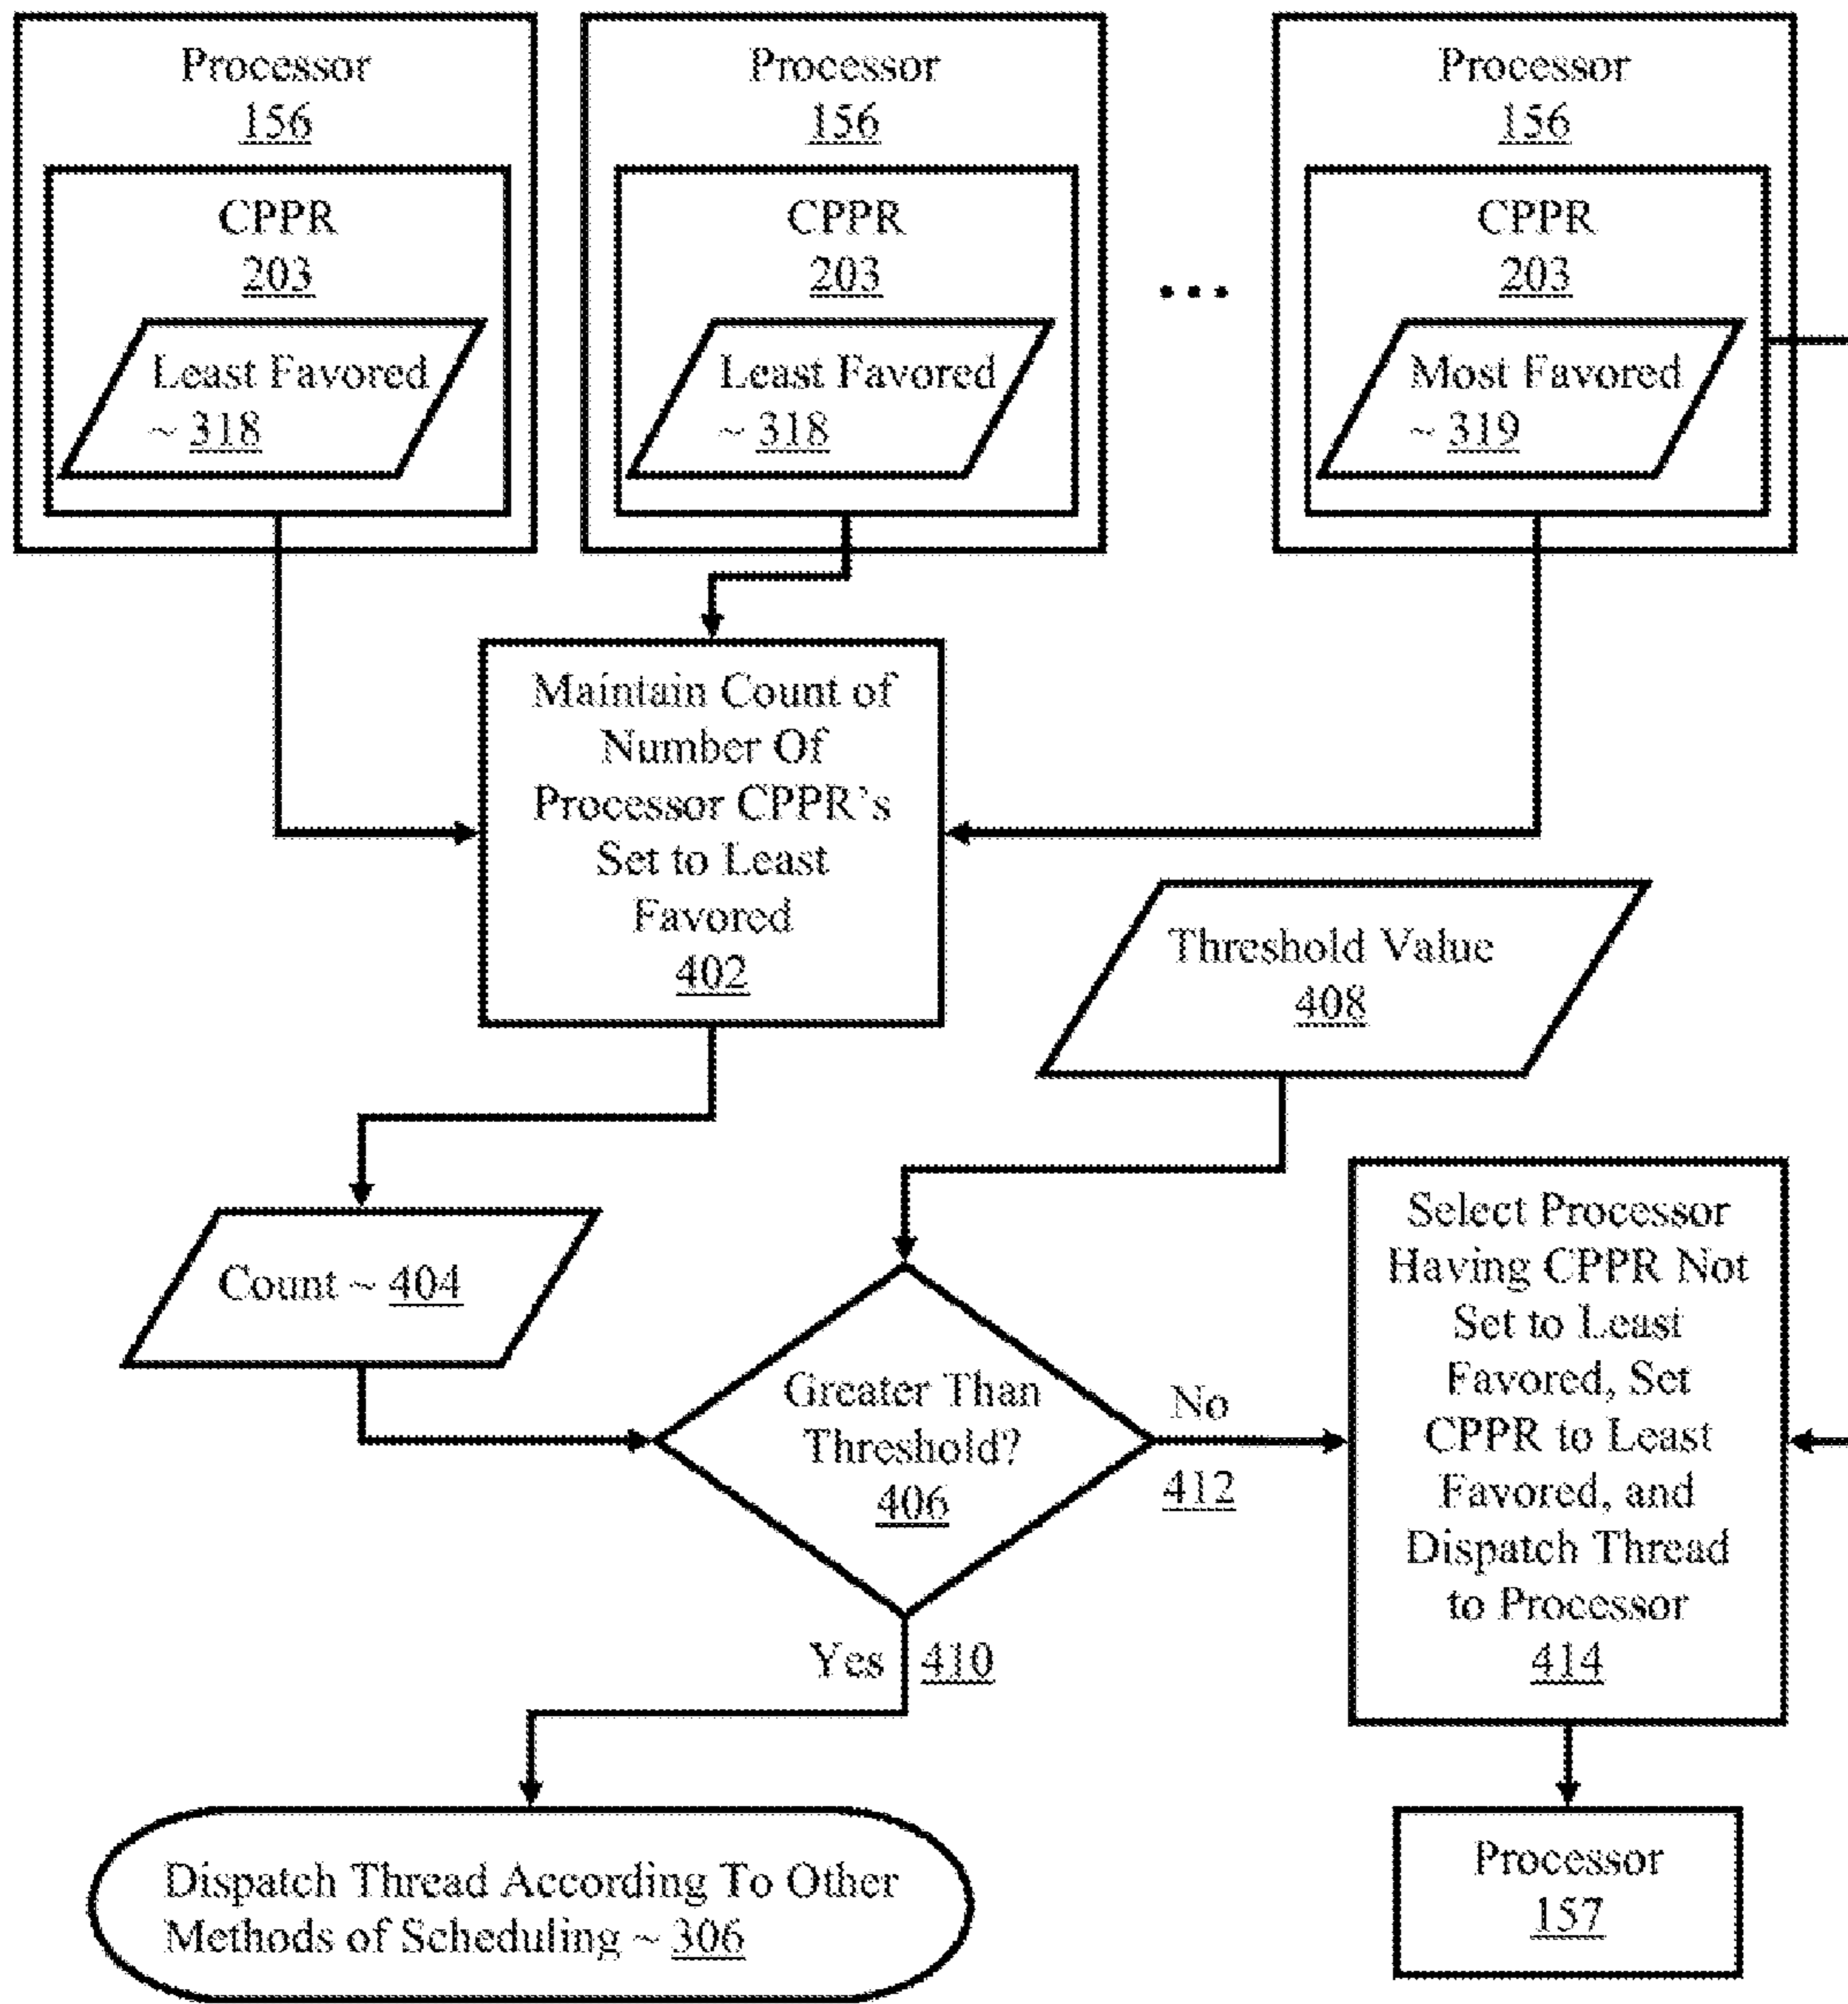 Processor
156
CPPR
203
Least Favored
~ 318
Processor
156
CPPR
203
Least Favored
~ 318
...
Processor
156
CPPR
203
Most Favored
~ 319
Maintain Count of
Number Of
Processor CPPR's
Set to Least
Favored
402
Threshold Value
408
Count ~ 404
Greater Than
Threshold?
406
No
412
Yes 410
Select Processor
Having CPPR Not
Set to Least
Favored, Set
CPPR to Least
Favored, and
Dispatch Thread
to Processor
414
Dispatch Thread According To Other
Methods of Scheduling ~ 306
Processor
157